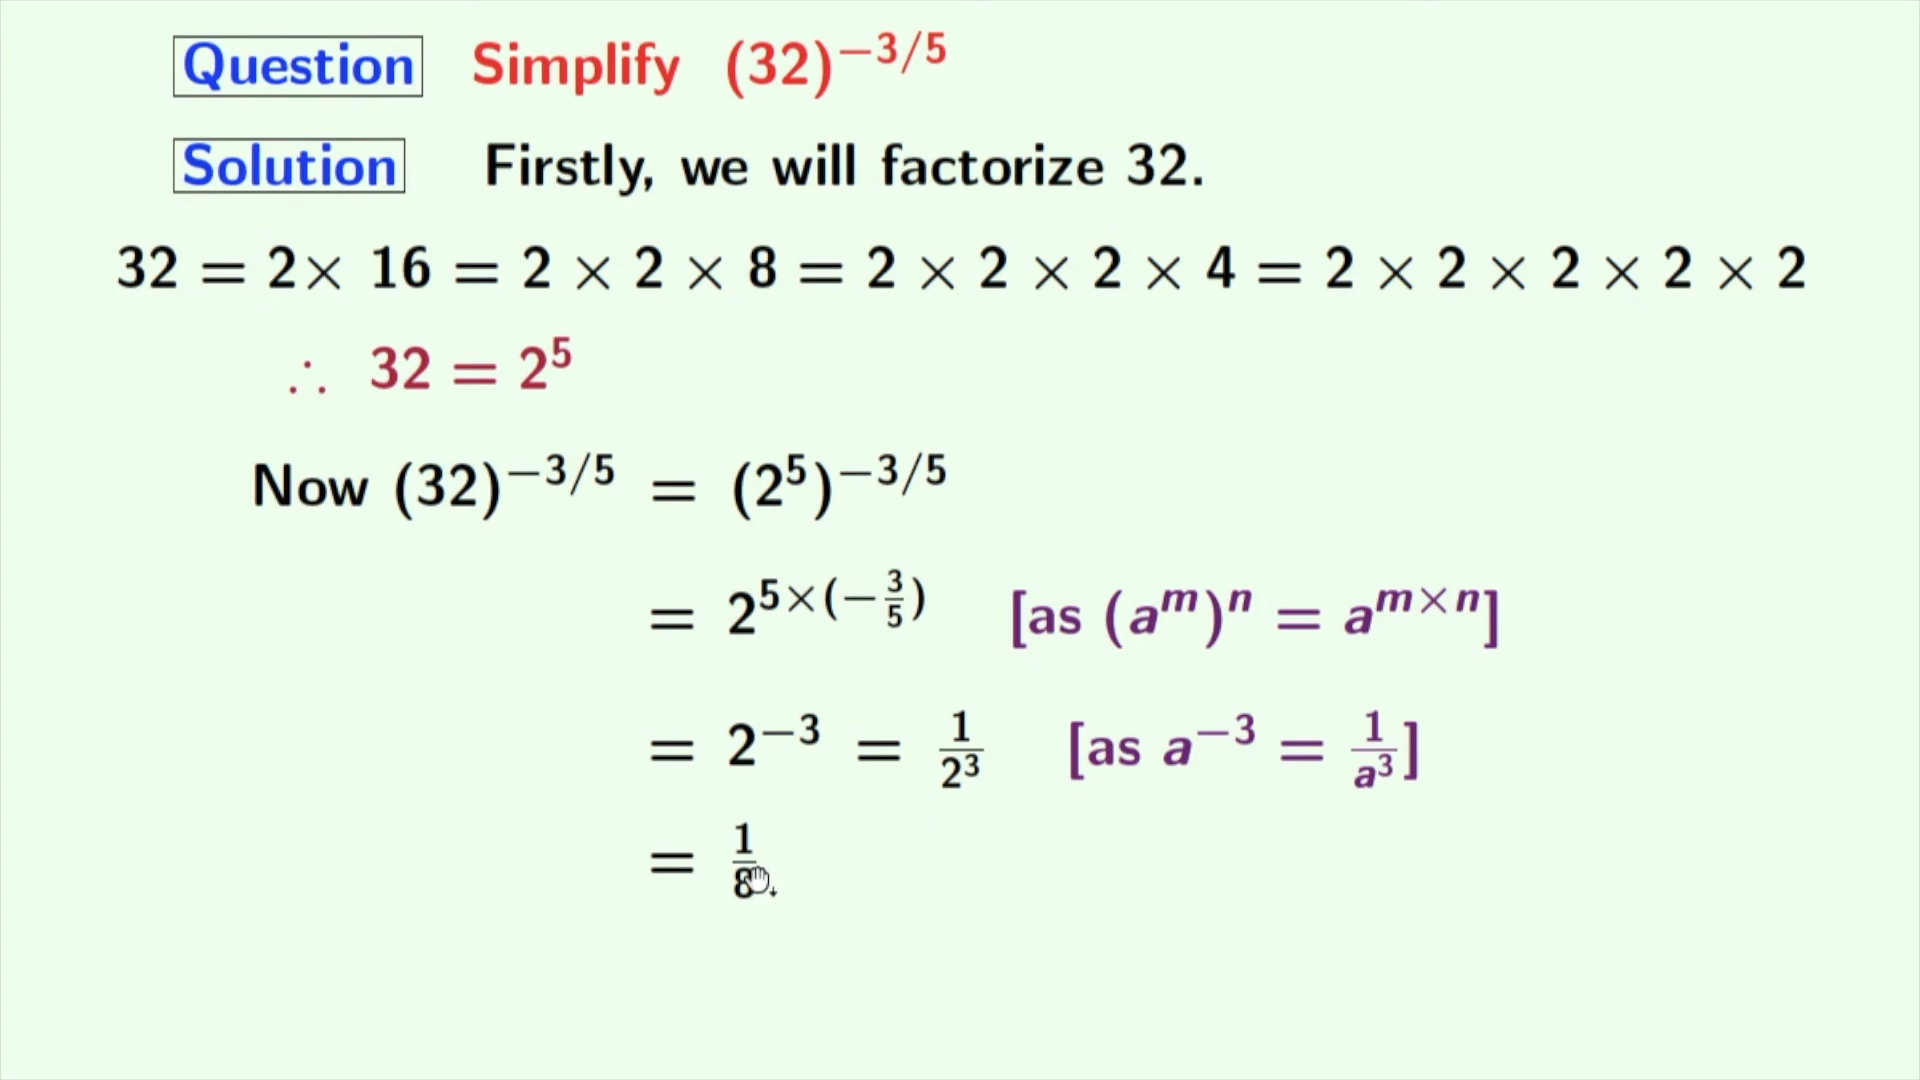 Question Simplify (32)^{−3/5}
Solution Firstly, we will factorize 32.
32 = 2× 16 = 2 × 2 × 8 = 2 × 2 × 2 × 4 = 2 × 2 × 2 × 2 × 2
∴ 32 = 2^5
Now (32)^{−3/5} = (2^5)^{−3/5}
= 2^{5×(−3/5)} [as (a^m)^n = a^{m×n}]
= 2^{−3} = 1/2^3 [as a^{−3} = 1/a^3]
= 1/8.